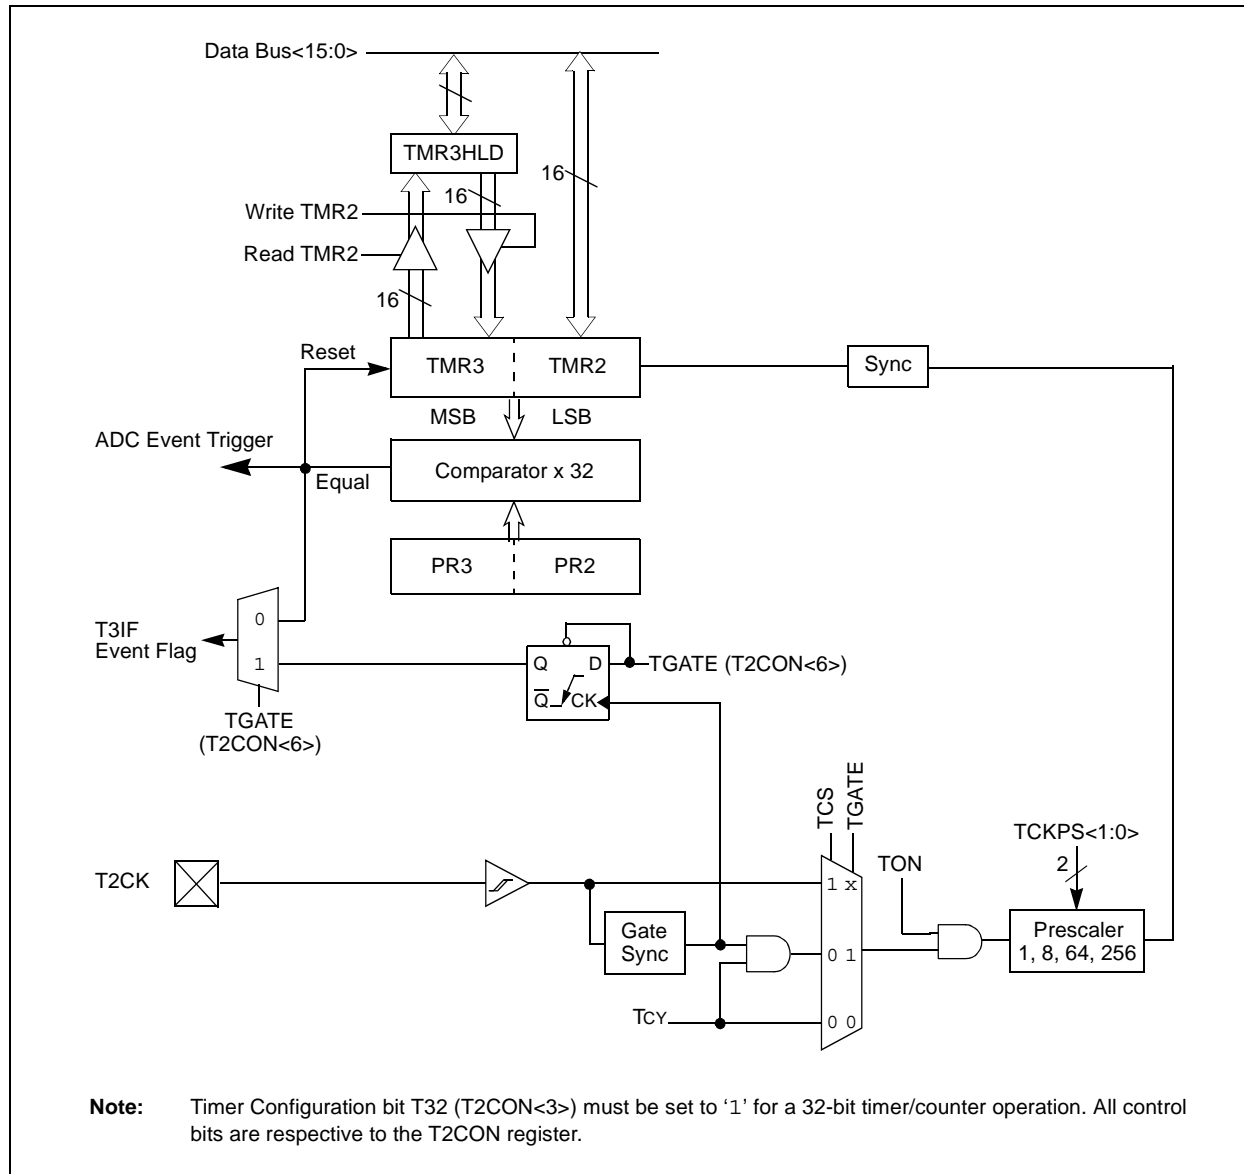 Data Bus<15:0>
TMR3HLD
16
16
Write TMR2
Read TMR2
16
Reset
TMR3
TMR2
Sync
MSB
LSB
ADC Event Trigger
Equal
Comparator x 32
PR3
PR2
0
T3IF
Event Flag
1
Q
D
TGATE (T2CON<6>)
Q
CK
TGATE
(T2CON<6>)
TCS
TGATE
TCKPS<1:0>
2
TON
T2CK
1 x
Gate
Sync
0 1
Prescaler
1, 8, 64, 256
TCY
0 0
Note: Timer Configuration bit T32 (T2CON<3>) must be set to ‘1’ for a 32-bit timer/counter operation. All control
bits are respective to the T2CON register.